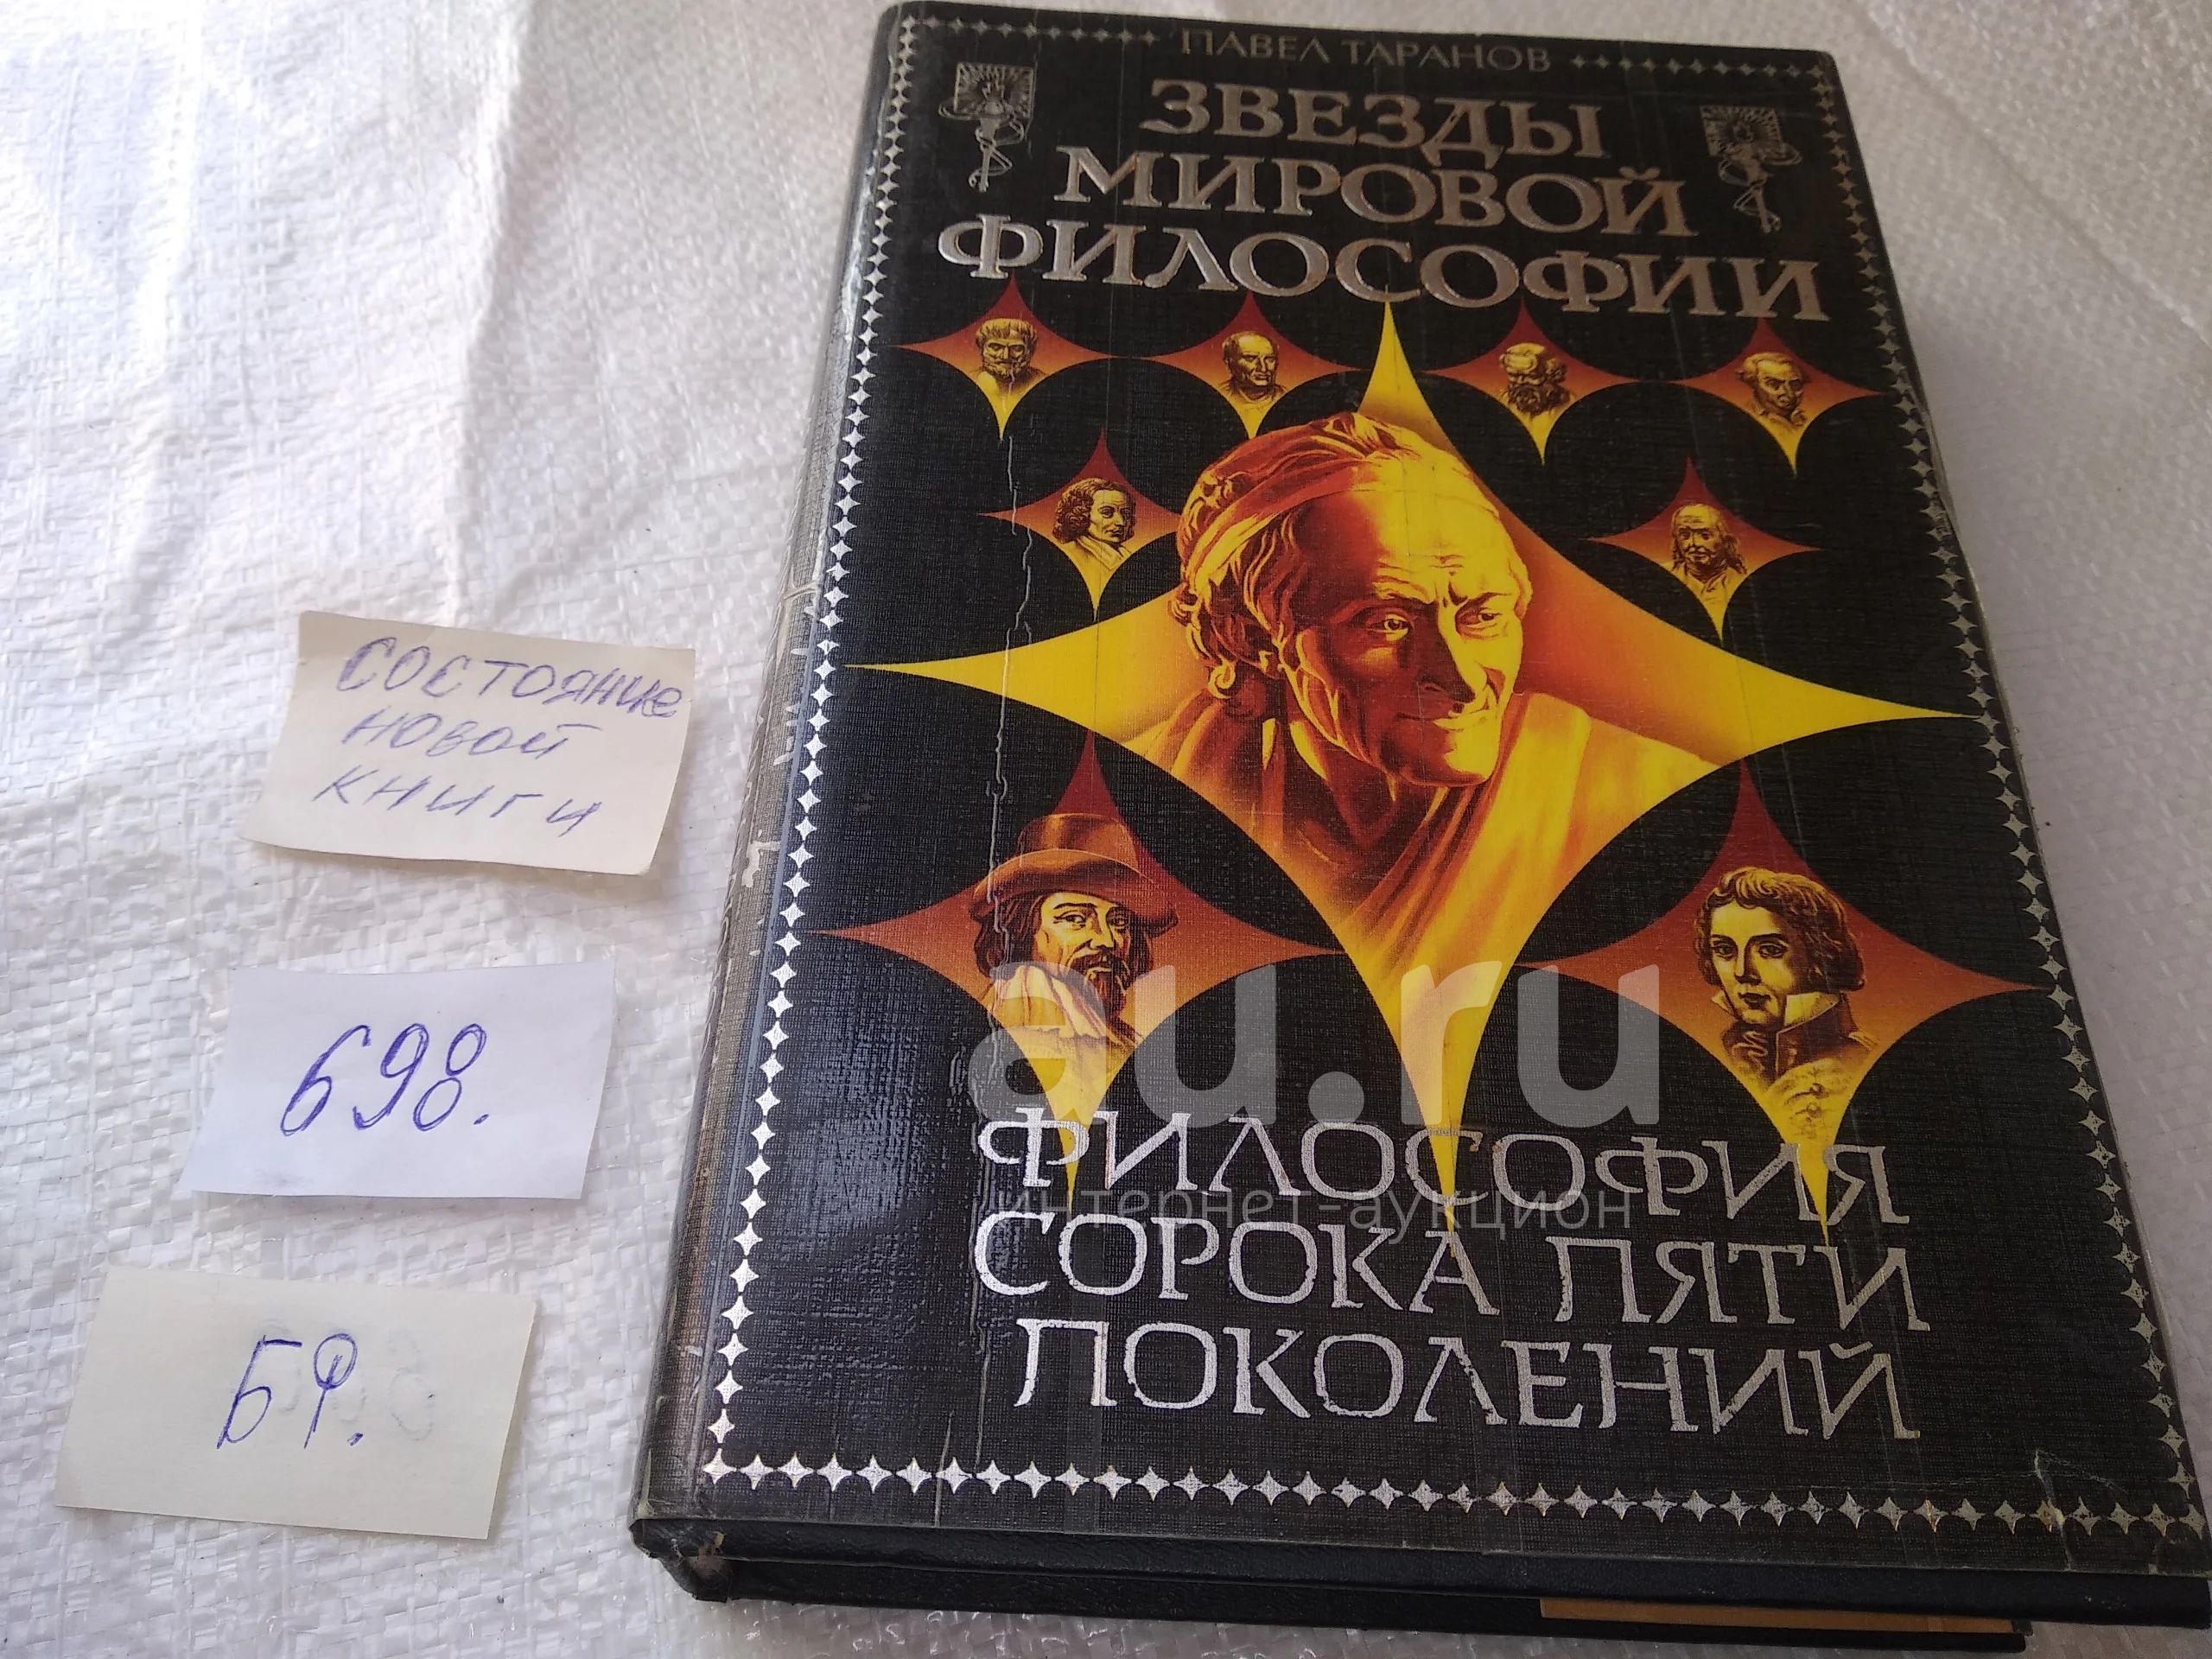 ПАВЕЛ ТАРАНОВ
ЗВЕЗДЫ
МИРОВОЙ
ФИЛОСОФИИ
СОСТОЯНИЕ
НОВОЙ
КНИГИ
698.
БФ.
au.ru
интернет-аукцион
ФИЛОСОФИЯ
СОРОКА ПЯТИ
ПОКОЛЕНИЙ